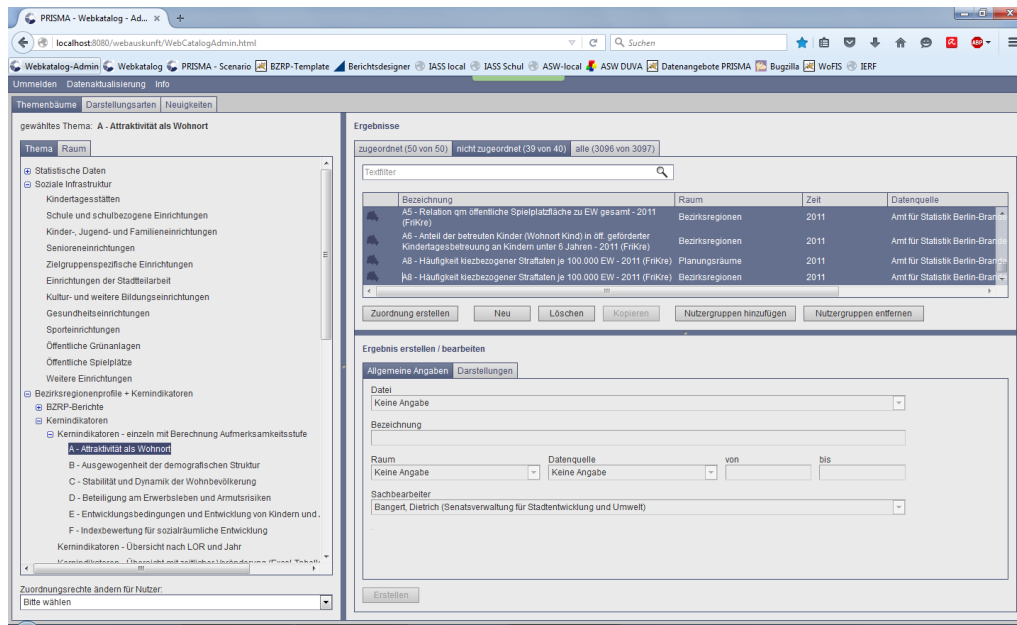 PRISMA - Webkatalog - Ad... × +
localhost:8080/webauskunft/WebCatalogAdmin.html
Suchen
ABP
Webkatalog-Admin Webkatalog PRISMA - Scenario BZRP-Template Berichtsdesigner IASS local IASS Schul ASW-local ASW DUVA Datenangebote PRISMA Bugzilla WoFIS IERF
Ummelden Datenaktualisierung Info
Themenbäume Darstellungsarten Neuigkeiten
gewähltes Thema: A - Attraktivität als Wohnort
Thema Raum
Statistische Daten
Soziale Infrastruktur
Kindertagesstätten
Schule und schulbezogene Einrichtungen
Kinder-, Jugend- und Familieneinrichtungen
Senioreneinrichtungen
Zielgruppenspezifische Einrichtungen
Einrichtungen der Stadtteilarbeit
Kultur- und weitere Bildungseinrichtungen
Gesundheitseinrichtungen
Sporteinrichtungen
Öffentliche Grünanlagen
Öffentliche Spielplätze
Weitere Einrichtungen
Bezirksregionenprofile + Kernindikatoren
BZRP-Berichte
Kernindikatoren
Kernindikatoren - einzeln mit Berechnung Aufmerksamkeitsstufe
A - Attraktivität als Wohnort
B - Ausgewogenheit der demografischen Struktur
C - Stabilität und Dynamik der Wohnbevölkerung
D - Beteiligung am Erwerbsleben und Armutsrisiken
E - Entwicklungsbedingungen und Entwicklung von Kindern und .
F - Indexbewertung für sozialräumliche Entwicklung
Kernindikatoren - Übersicht nach LOR und Jahr
Kernindikatoren - Übersicht mit zeitlicher Veränderung (Excel-Tabell
Zuordnungsrechte ändern für Nutzer:
Bitte wählen
Ergebnisse
zugeordnet (50 von 50) nicht zugeordnet (39 von 40) alle (3096 von 3097)
Textfilter
Bezeichnung Raum Zeit Datenquelle
A5 - Relation qm öffentliche Spielplatzfläche zu EW gesamt - 2011 (FriKre) Bezirksregionen 2011 Amt für Statistik Berlin-Brande
A6 - Anteil der betreuten Kinder (Wohnort Kind) in öff. geförderter Kindertagesbetreuung an Kindern unter 6 Jahren - 2011 (FriKre) Bezirksregionen 2011 Amt für Statistik Berlin-Brande
A8 - Häufigkeit kiezbezogener Straftaten je 100.000 EW - 2011 (FriKre) Planungsräume 2011 Amt für Statistik Berlin-Brande
A8 - Häufigkeit kiezbezogener Straftaten je 100.000 EW - 2011 (FriKre) Bezirksregionen 2011 Amt für Statistik Berlin-Brande
Zuordnung erstellen Neu Löschen Kopieren Nutzergruppen hinzufügen Nutzergruppen entfernen
Ergebnis erstellen / bearbeiten
Allgemeine Angaben Darstellungen
Datei
Keine Angabe
Bezeichnung
Raum Datenquelle von bis
Keine Angabe Keine Angabe
Sachbearbeiter
Bangert, Dietrich (Senatsverwaltung für Stadtentwicklung und Umwelt)
Erstellen